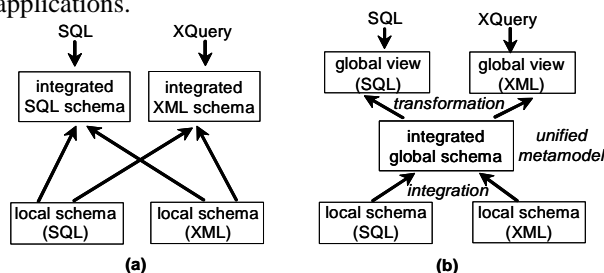 applications.
SQL
XQuery
integrated
SQL schema
integrated
XML schema
local schema
(SQL)
local schema
(XML)
(a)
SQL
XQuery
global view
(SQL)
global view
(XML)
transformation
integrated
global schema
unified
metamodel
integration
local schema
(SQL)
local schema
(XML)
(b)